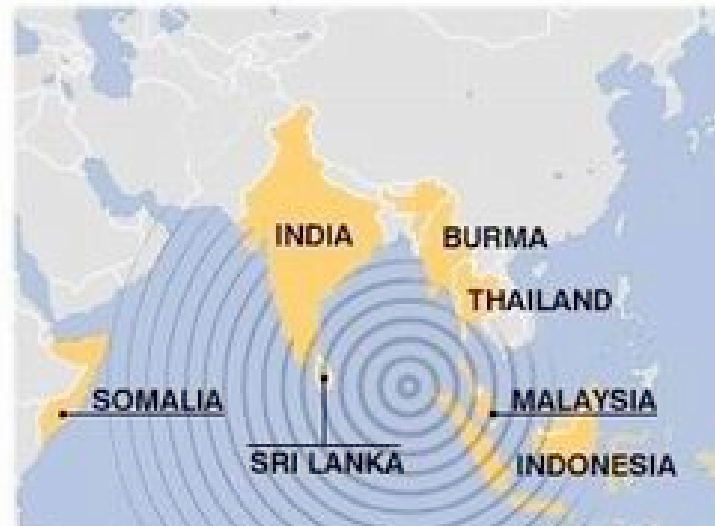 INDIA
BURMA
THAILAND
SOMALIA
MALAYSIA
SRI LANKA
INDONESIA